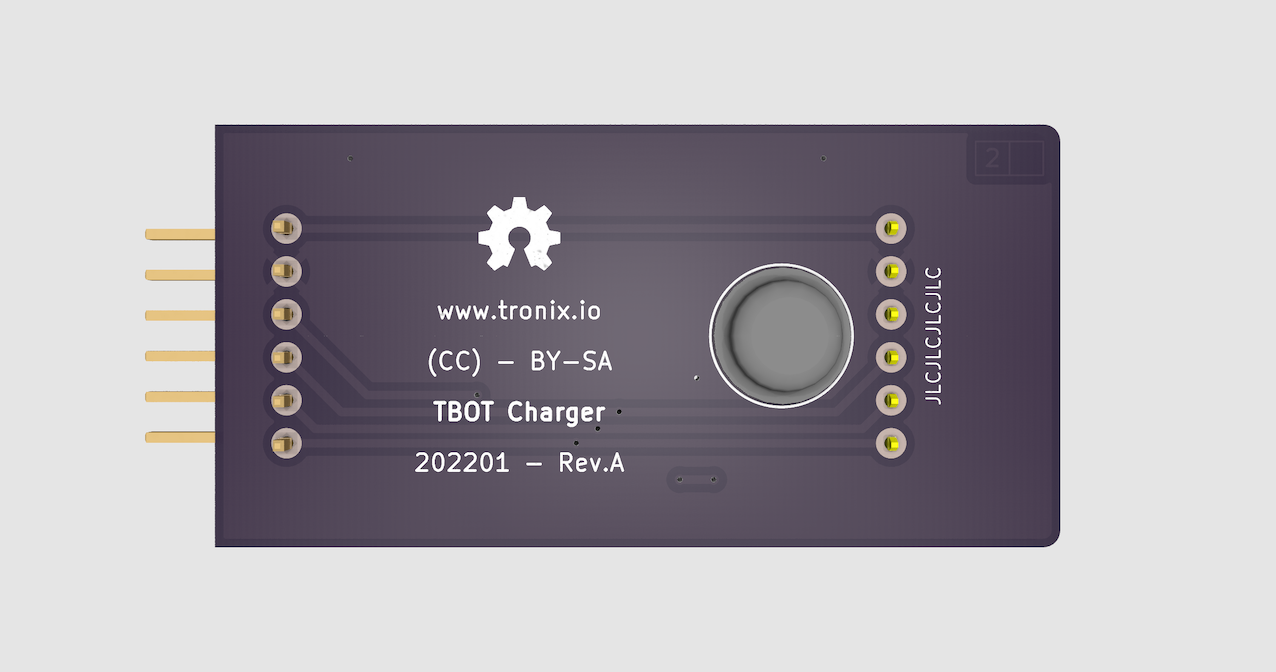 2
www.tronix.io
(CC) - BY-SA
TBOT Charger
202201 - Rev.A
JLCJLCJLCJLC